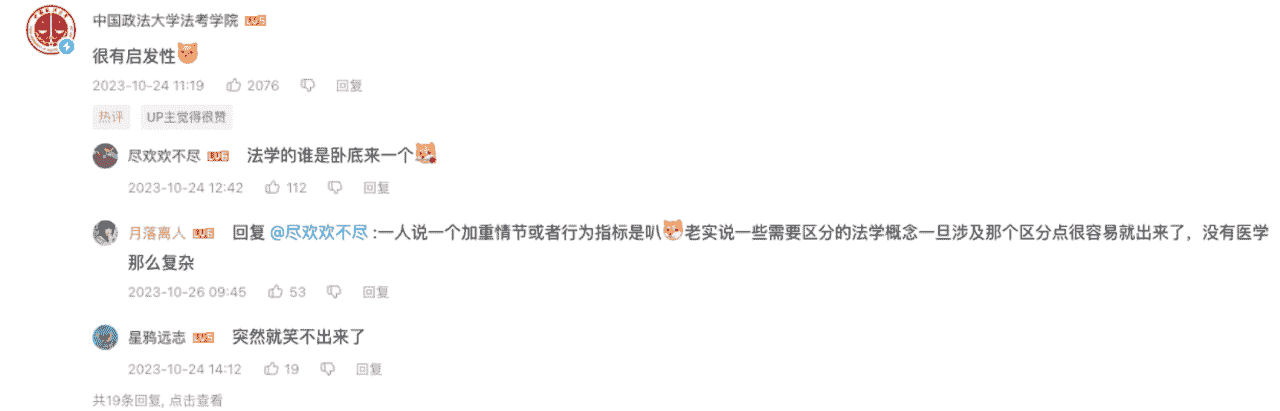 中国政法大学法考学院 LV6
很有启发性
2023-10-24 11:19 2076 回复
热评 UP主觉得很赞
尽欢欢不尽 LV6 法学的谁是卧底来一个
2023-10-24 12:42 112 回复
月落离人 LV5 回复 @尽欢欢不尽 :一人说一个加重情节或者行为指标是叭老实说一些需要区分的法学概念一旦涉及那个区分点很容易就出来了，没有医学
那么复杂
2023-10-26 09:45 53 回复
星鸦远志 LV5 突然就笑不出来了
2023-10-24 14:12 19 回复
共19条回复, 点击查看